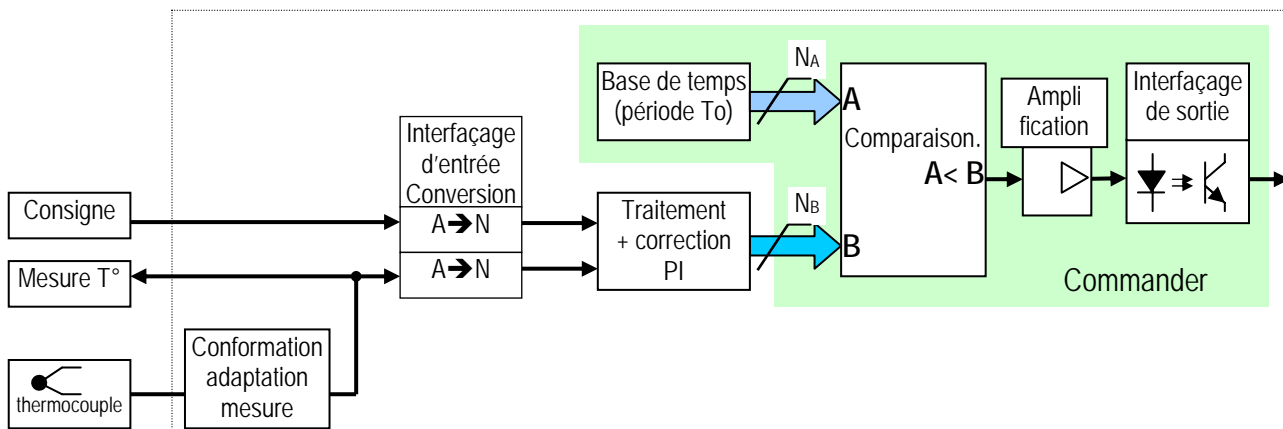 Base de temps
(période To)
NA
A
Comparaison.
A< B
B
Ampli
fication
Interfaçage
de sortie
Interfaçage
d'entrée
Conversion
A➔N
A➔N
Consigne
Mesure T°
thermocouple
Conformation
adaptation
mesure
Traitement
+ correction
PI
NB
Commander